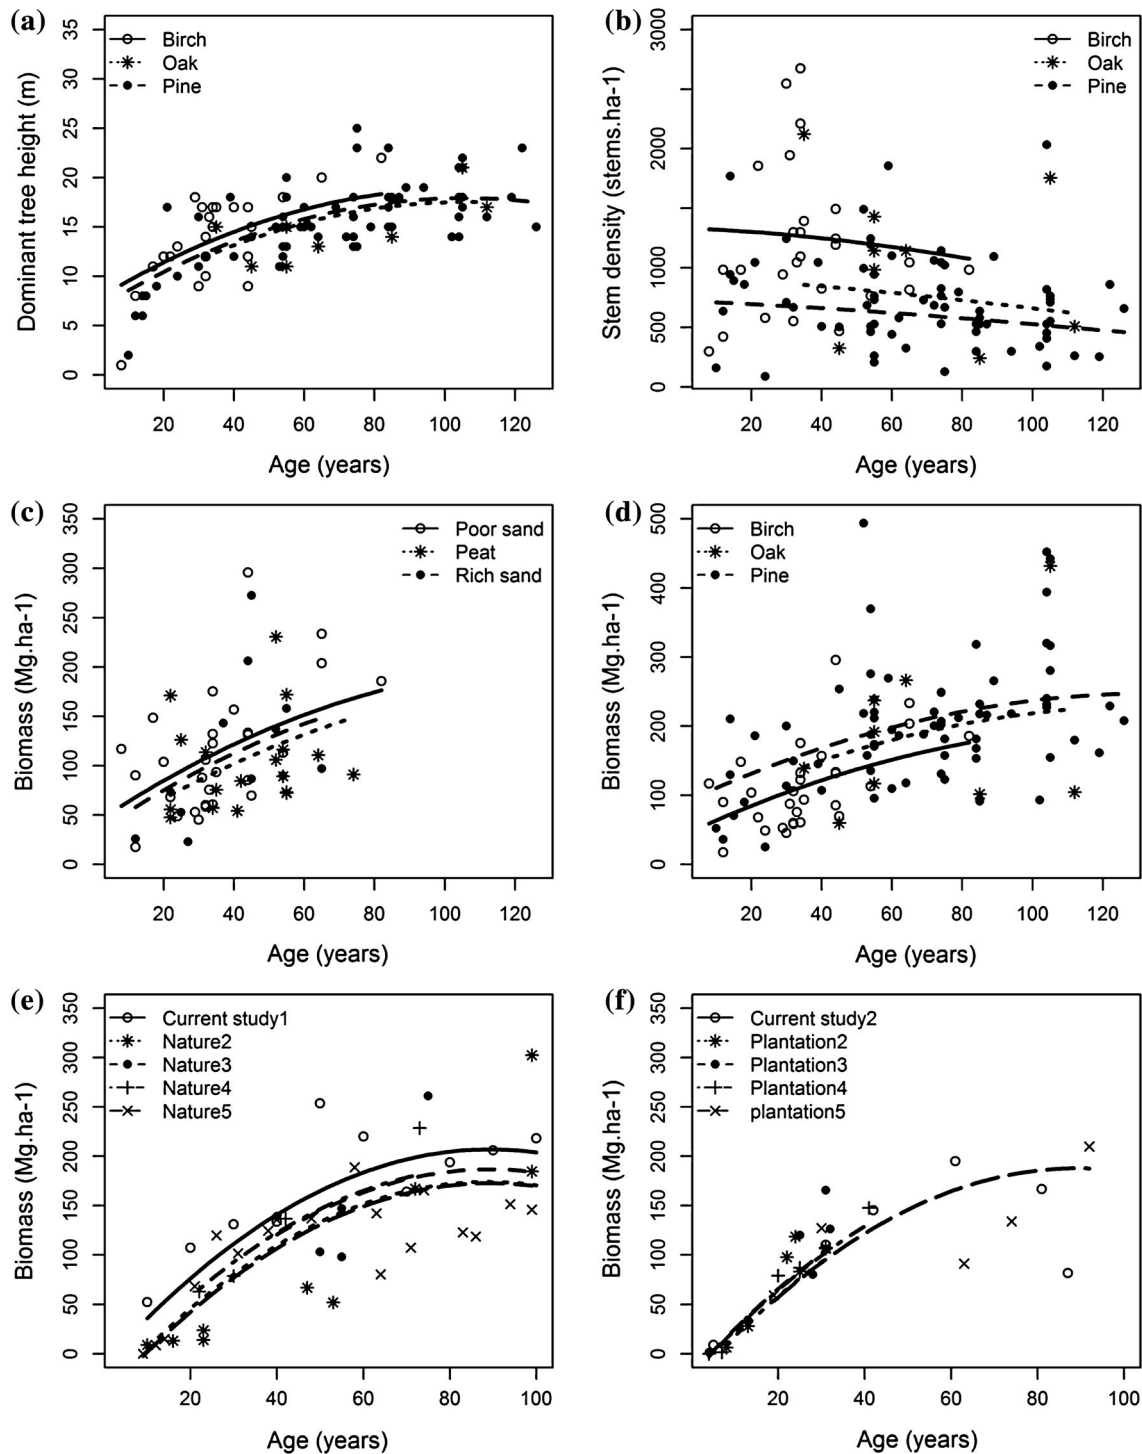 (a)
Birch
Oak
Pine
Dominant tree height (m)
0
5
10
15
20
25
30
35
20 40 60 80 100 120
Age (years)
(b)
Birch
Oak
Pine
Stem density (stems.ha-1)
0
500
1000
2000
3000
20 40 60 80 100 120
Age (years)
(c)
Poor sand
Peat
Rich sand
Biomass (Mg.ha-1)
0
50
100
150
200
250
300
350
20 40 60 80 100 120
Age (years)
(d)
Birch
Oak
Pine
Biomass (Mg.ha-1)
0
100
200
300
400
500
20 40 60 80 100 120
Age (years)
(e)
Current study1
Nature2
Nature3
Nature4
Nature5
Biomass (Mg.ha-1)
0
50
100
150
200
250
300
350
20 40 60 80 100
Age (years)
(f)
Current study2
Plantation2
Plantation3
Plantation4
plantation5
Biomass (Mg.ha-1)
0
50
100
150
200
250
300
350
20 40 60 80 100
Age (years)